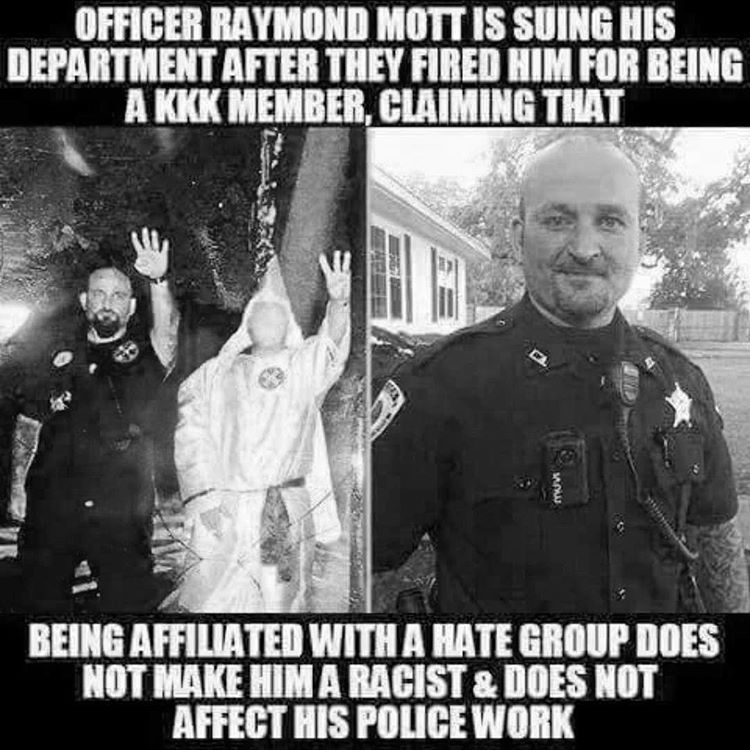 OFFICER RAYMOND MOTT IS SUING HIS
DEPARTMENT AFTER THEY FIRED HIM FOR BEING
A KKK MEMBER, CLAIMING THAT
MUVI
BEING AFFILIATED WITH A HATE GROUP DOES
NOT MAKE HIM A RACIST & DOES NOT
AFFECT HIS POLICE WORK